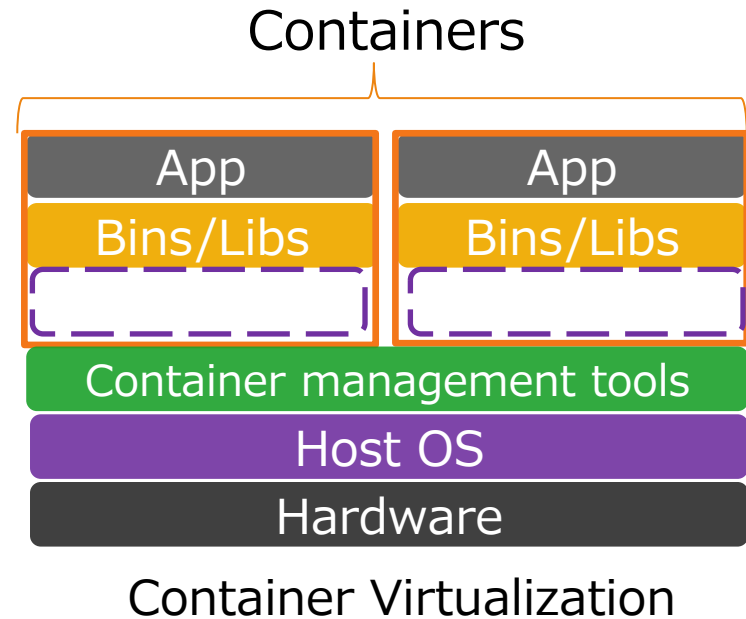 Containers
App
App
Bins/Libs
Bins/Libs
Container management tools
Host OS
Hardware
Container Virtualization